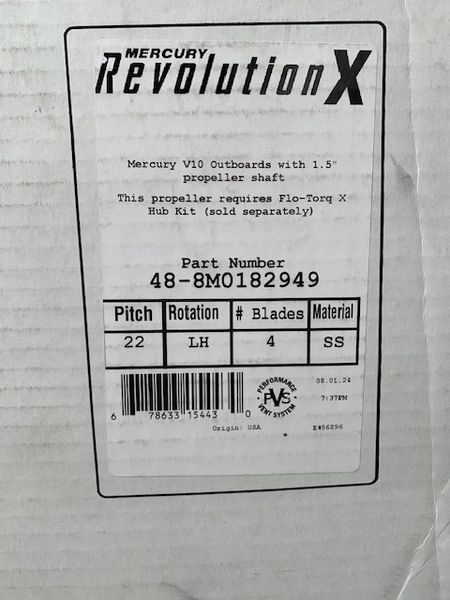 MERCURY
Revolution X
Mercury V10 Outboards with 1.5"
propeller shaft
This propeller requires Flo-Torq X
Hub Kit (sold separately)
Part Number
48-8M0182949
Pitch Rotation # Blades Material
22 LH 4 SS
PERFORMANCE
PVS
VENT SYSTEM
08.01.24
7:37PM
6 78633 15443 0
Origin: USA
E#86896